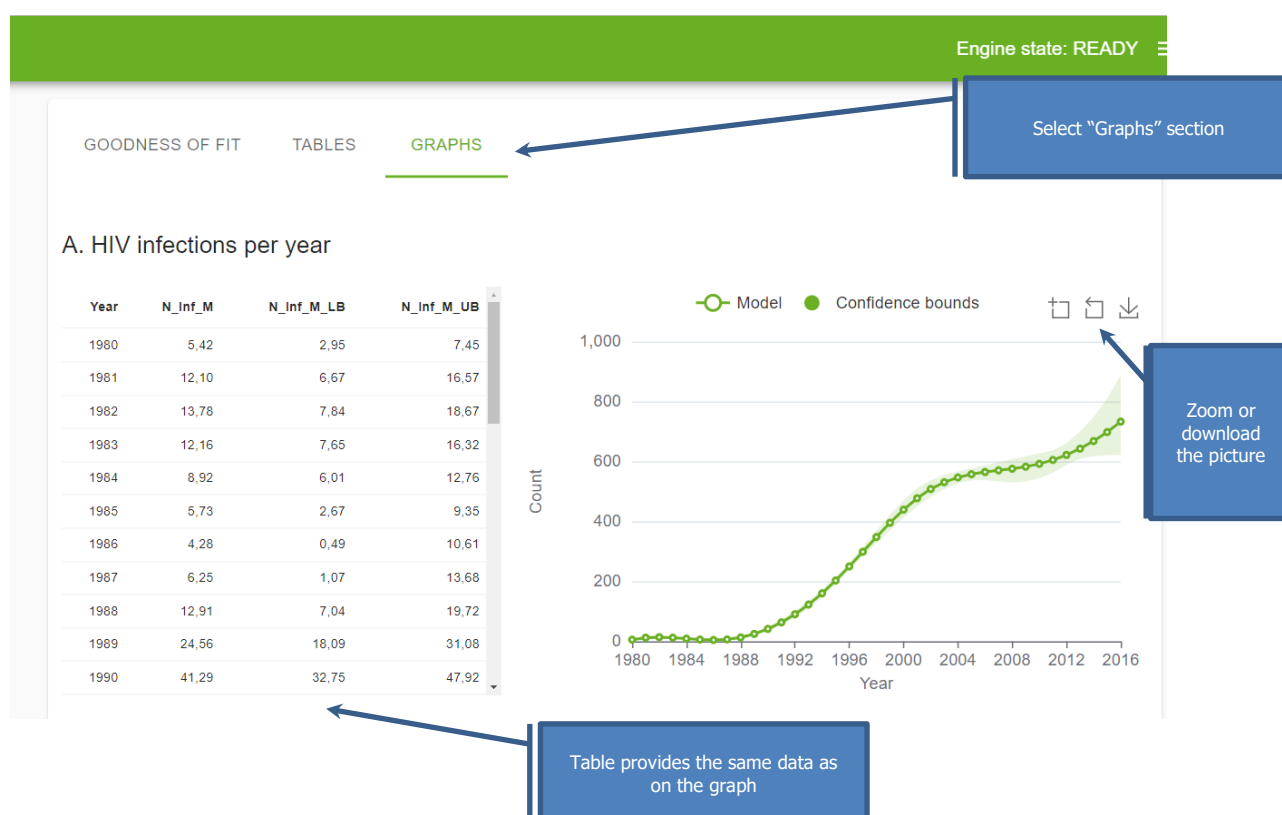 Engine state: READY
Select “Graphs” section
GOODNESS OF FIT TABLES GRAPHS
A. HIV infections per year
Year N_Inf_M N_Inf_M_LB N_Inf_M_UB
1980 5,42 2,95 7,45
1981 12,10 6,67 16,57
1982 13,78 7,84 18,67
1983 12,16 7,65 16,32
1984 8,92 6,01 12,76
1985 5,73 2,67 9,35
1986 4,28 0,49 10,61
1987 6,25 1,07 13,68
1988 12,91 7,04 19,72
1989 24,56 18,09 31,08
1990 41,29 32,75 47,92
Model Confidence bounds
1,000
800
600
400
200
0
Count
1980 1984 1988 1992 1996 2000 2004 2008 2012 2016
Year
Zoom or
download
the picture
Table provides the same data as
on the graph